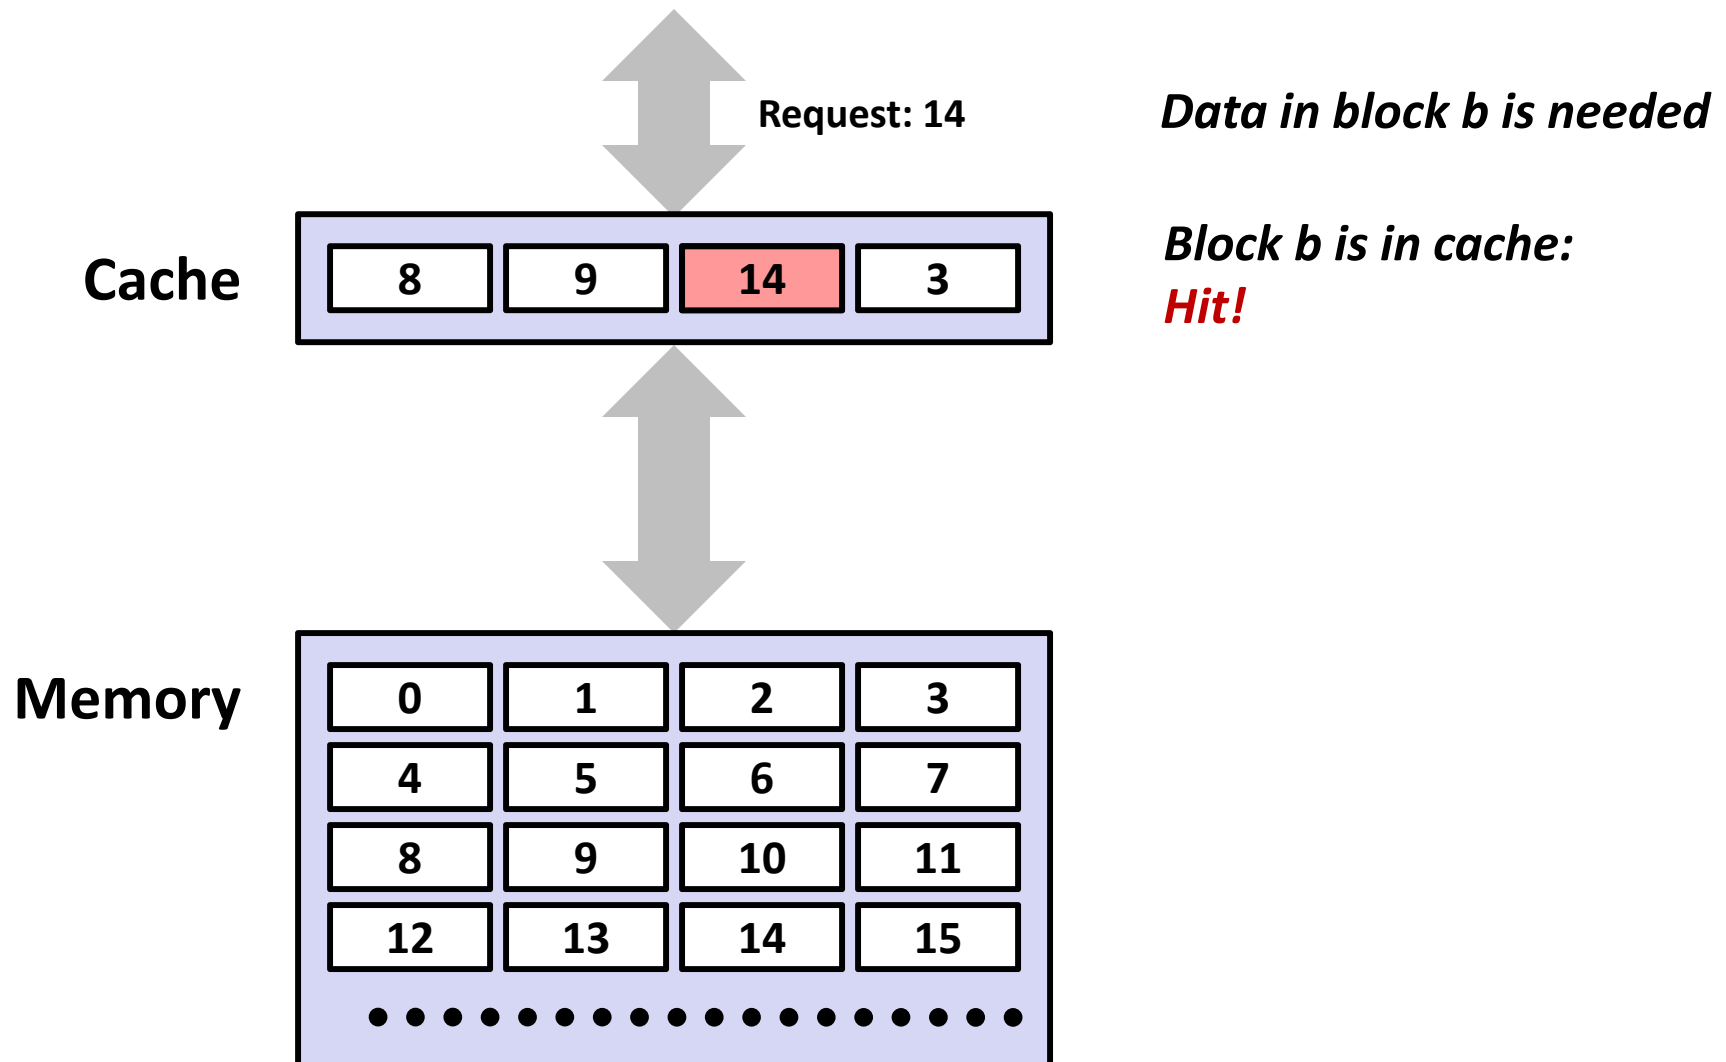 Request: 14
Data in block b is needed
Cache
8 9 14 3
Block b is in cache:
Hit!
Memory
0 1 2 3
4 5 6 7
8 9 10 11
12 13 14 15